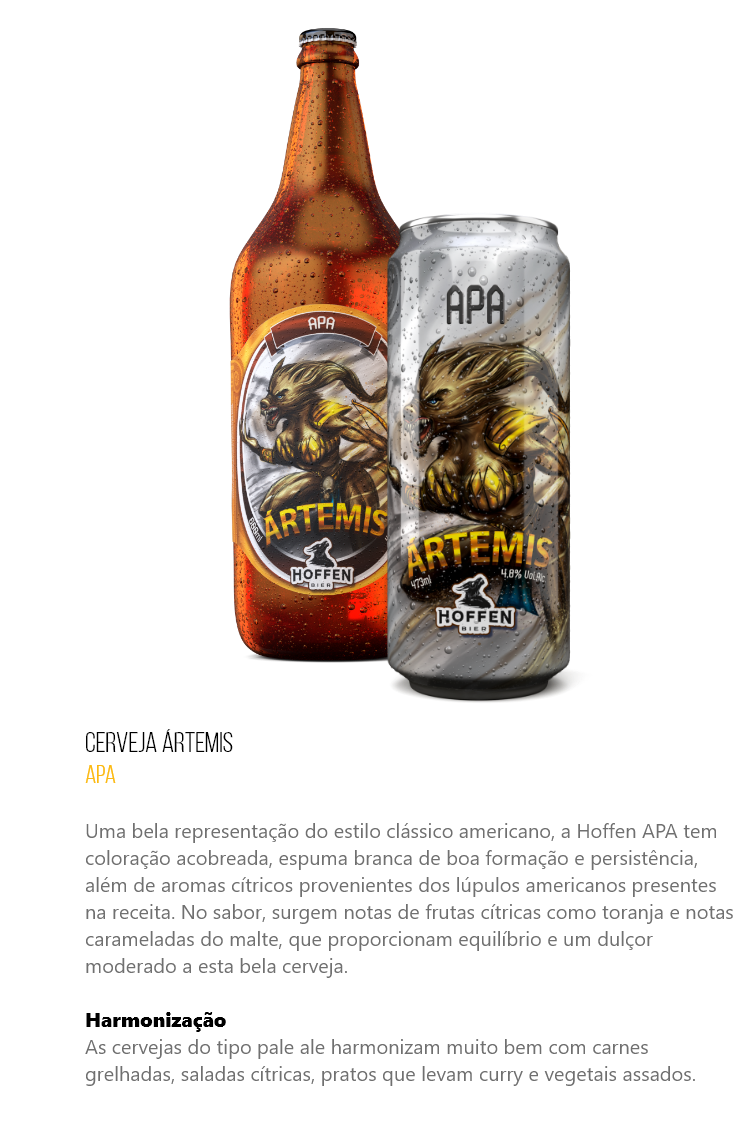 APA
ÁRTEMIS
HOFFEN
BIER
APA
ÁRTEMIS
473ml
4,8% Vol.Alc
HOFFEN
BIER
CERVEJA ÁRTEMIS
APA
Uma bela representação do estilo clássico americano, a Hoffen APA tem
coloração acobreada, espuma branca de boa formação e persistência,
além de aromas cítricos provenientes dos lúpulos americanos presentes
na receita. No sabor, surgem notas de frutas cítricas como toranja e notas
carameladas do malte, que proporcionam equilíbrio e um dulçor
moderado a esta bela cerveja.
Harmonização
As cervejas do tipo pale ale harmonizam muito bem com carnes
grelhadas, saladas cítricas, pratos que levam curry e vegetais assados.